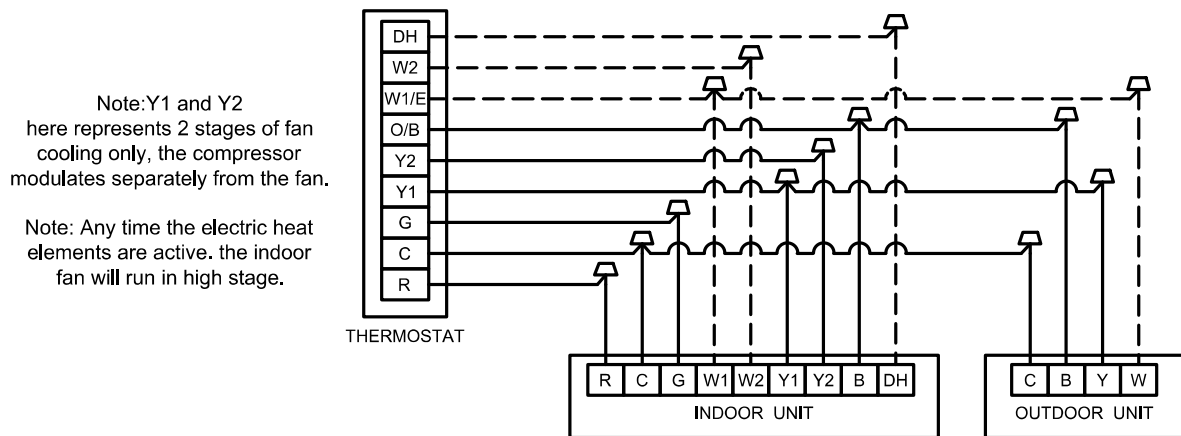 Note:Y1 and Y2
here represents 2 stages of fan
cooling only, the compressor
modulates separately from the fan.
Note: Any time the electric heat
elements are active. the indoor
fan will run in high stage.
DH
W2
W1/E
O/B
Y2
Y1
G
C
R
THERMOSTAT
R C G W1 W2 Y1 Y2 B DH
INDOOR UNIT
C B Y W
OUTDOOR UNIT